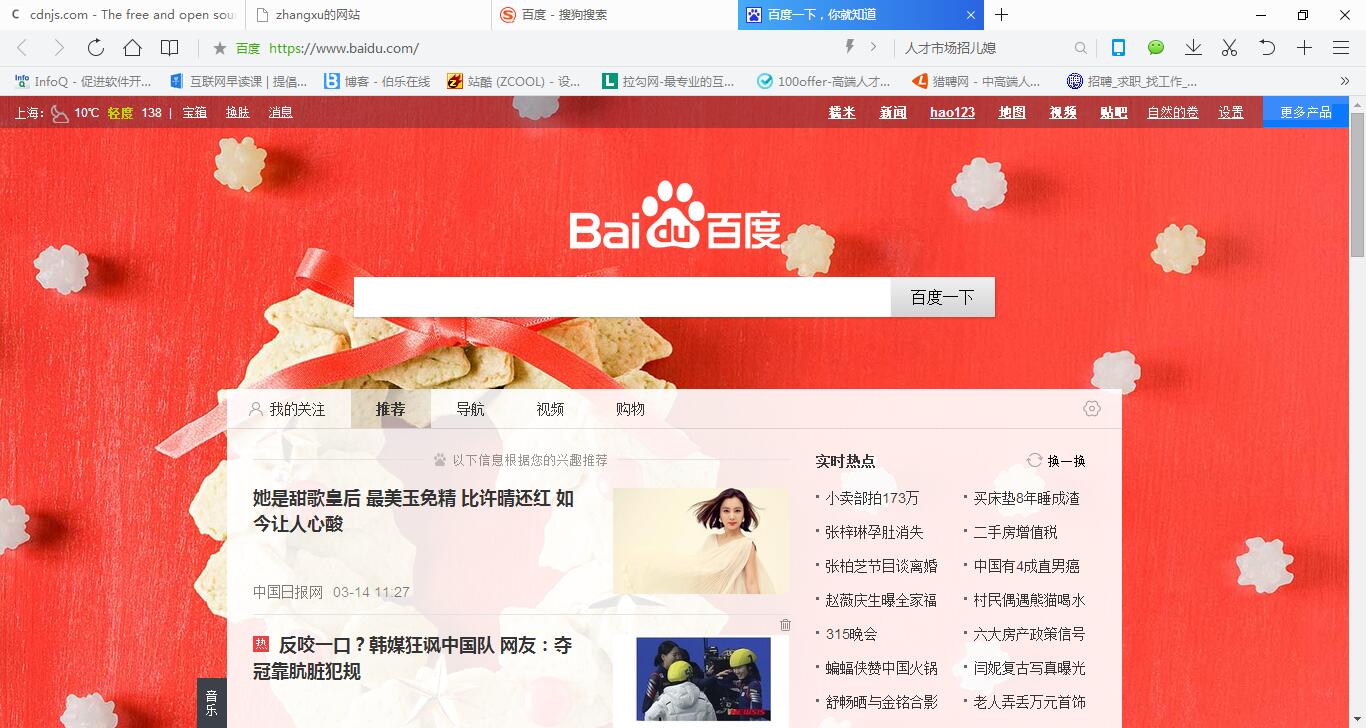 cdnjs.com - The free and open sour
zhangxu的网站
百度 - 搜狗搜索
百度一下，你就知道
百度 https://www.baidu.com/
人才市场招儿媳
InfoQ - 促进软件开...
互联网早读课 | 提倡...
博客 - 伯乐在线
站酷 (ZCOOL) - 设...
拉勾网-最专业的互...
100offer-高端人才...
猎聘网 - 中高端人...
招聘_求职_找工作_...
上海: 10℃ 轻度 138 | 宝箱 换肤 消息
糯米 新闻 hao123 地图 视频 贴吧 自然的卷 设置 更多产品
Baidu百度
百度一下
我的关注 推荐 导航 视频 购物
以下信息根据您的兴趣推荐
她是甜歌皇后 最美玉免精 比许晴还红 如
今让人心酸
中国日报网 03-14 11:27
热 反咬一口？韩媒狂讽中国队 网友：夺
冠靠肮脏犯规
音
乐
实时热点 换一换
小卖部拍173万 买床垫8年睡成渣
张梓琳孕肚消失 二手房增值税
张柏芝节目谈离婚 中国有4成直男癌
赵薇庆生曝全家福 村民偶遇熊猫喝水
315晚会 六大房产政策信号
蝙蝠侠赞中国火锅 闫妮复古写真曝光
舒畅晒与金铭合影 老人弄丢万元首饰